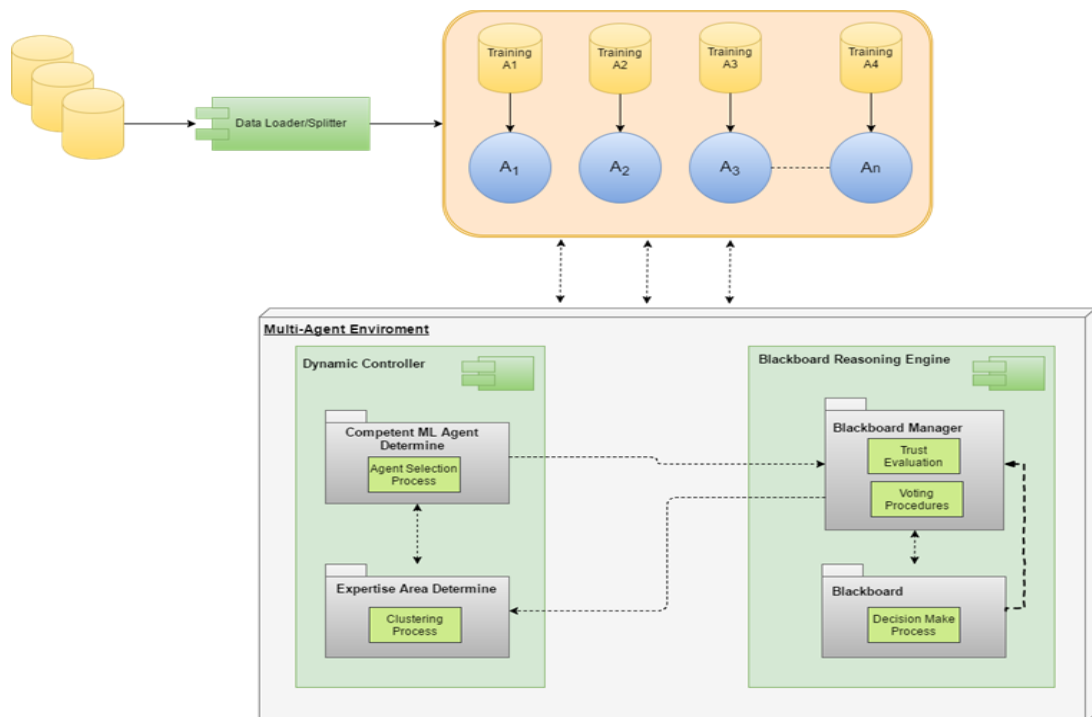 Training
A1
Training
A2
Training
A3
Training
A4
Data Loader/Splitter
A1
A2
A3
An
Multi-Agent Enviroment
Dynamic Controller
Competent ML Agent
Determine
Agent Selection
Process
Expertise Area Determine
Clustering
Process
Blackboard Reasoning Engine
Blackboard Manager
Trust
Evaluation
Voting
Procedures
Blackboard
Decision Make
Process